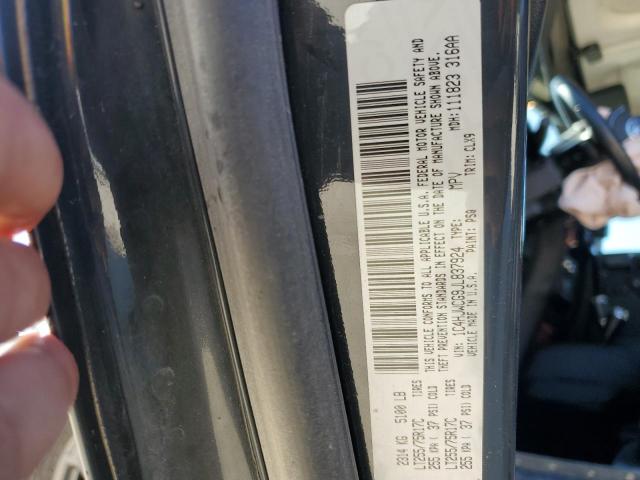 2314 KG 5100 LB
LT255/75R17C TIRES
255 KPA ( 37 PSI) COLD
LT255/75R17C TIRES
255 KPA ( 37 PSI) COLD
THIS VEHICLE CONFORMS TO ALL APPLICABLE U.S.A. FEDERAL MOTOR VEHICLE SAFETY AND
THEFT PREVENTION STANDARDS IN EFFECT ON THE DATE OF MANUFACTURE SHOWN ABOVE.
VIN: 1C4HJWCG9JL837924 TYPE: MPV MDH: 111823 316AA
VEHICLE MADE IN U.S.A. PAINT: PS0 TRIM: CLX9